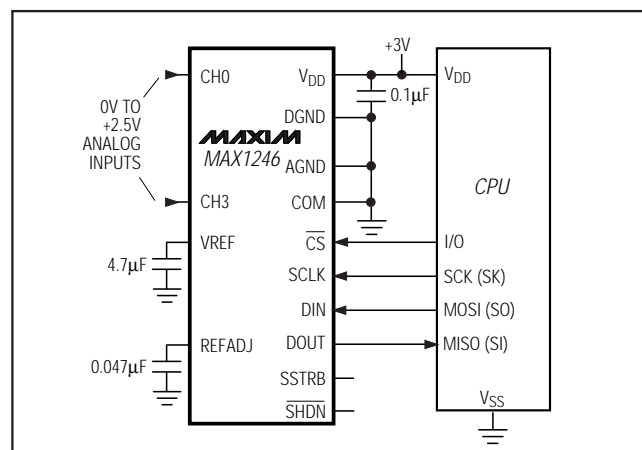 +3V
CH0
VDD
VDD
0V TO
+2.5V
ANALOG
INPUTS
0.1µF
DGND
MAXIM
MAX1246
AGND
CPU
CH3
COM
VREF
CS
I/O
4.7µF
SCLK
SCK (SK)
DIN
MOSI (SO)
REFADJ
DOUT
MISO (SI)
0.047µF
SSTRB
SHDN
VSS